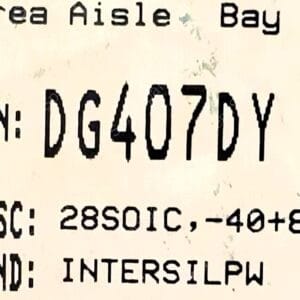 rea Aisle Bay
N: DG407DY
SC: 28SOIC,-40+8
ND: INTERSILPW